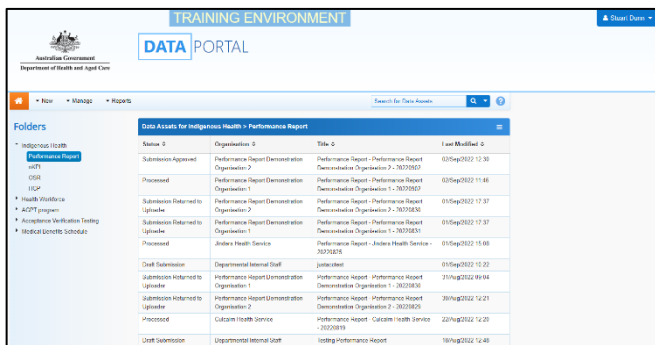 TRAINING ENVIRONMENT
Stuart Dunn
Australian Government
Department of Health and Aged Care
DATA PORTAL
New Manage Reports
Search for Data Assets
Folders
Indigenous Health
Performance Report
nKPI
OSR
HCP
Health Workforce
AGPT program
Acceptance Verification Testing
Medical Benefits Schedule
Data Assets for Indigenous Health > Performance Report
Status Organisation Title Last Modified
Submission Approved Performance Report Demonstration Organisation 2 Performance Report - Performance Report Demonstration Organisation 2 - 20220902 02/Sep/2022 12:30
Processed Performance Report Demonstration Organisation 1 Performance Report - Performance Report Demonstration Organisation 1 - 20220902 02/Sep/2022 11:46
Submission Returned to Uploader Performance Report Demonstration Organisation 2 Performance Report - Performance Report Demonstration Organisation 2 - 20220831 01/Sep/2022 17:37
Submission Returned to Uploader Performance Report Demonstration Organisation 1 Performance Report - Performance Report Demonstration Organisation 1 - 20220831 01/Sep/2022 17:37
Processed Jindera Health Service Performance Report - Jindera Health Service - 20220825 01/Sep/2022 15:08
Draft Submission Departmental Internal Staff 01/Sep/2022 10:22
Submission Returned to Uploader Performance Report Demonstration Organisation 1 Performance Report - Performance Report Demonstration Organisation 1 - 20220830 31/Aug/2022 09:04
Submission Returned to Uploader Performance Report Demonstration Organisation 2 Performance Report - Performance Report Demonstration Organisation 2 - 20220829 30/Aug/2022 12:21
Processed Culcairn Health Service Performance Report - Culcairn Health Service - 20220819 22/Aug/2022 12:20
Draft Submission Departmental Internal Staff Testing Performance Report 18/Aug/2022 12:48